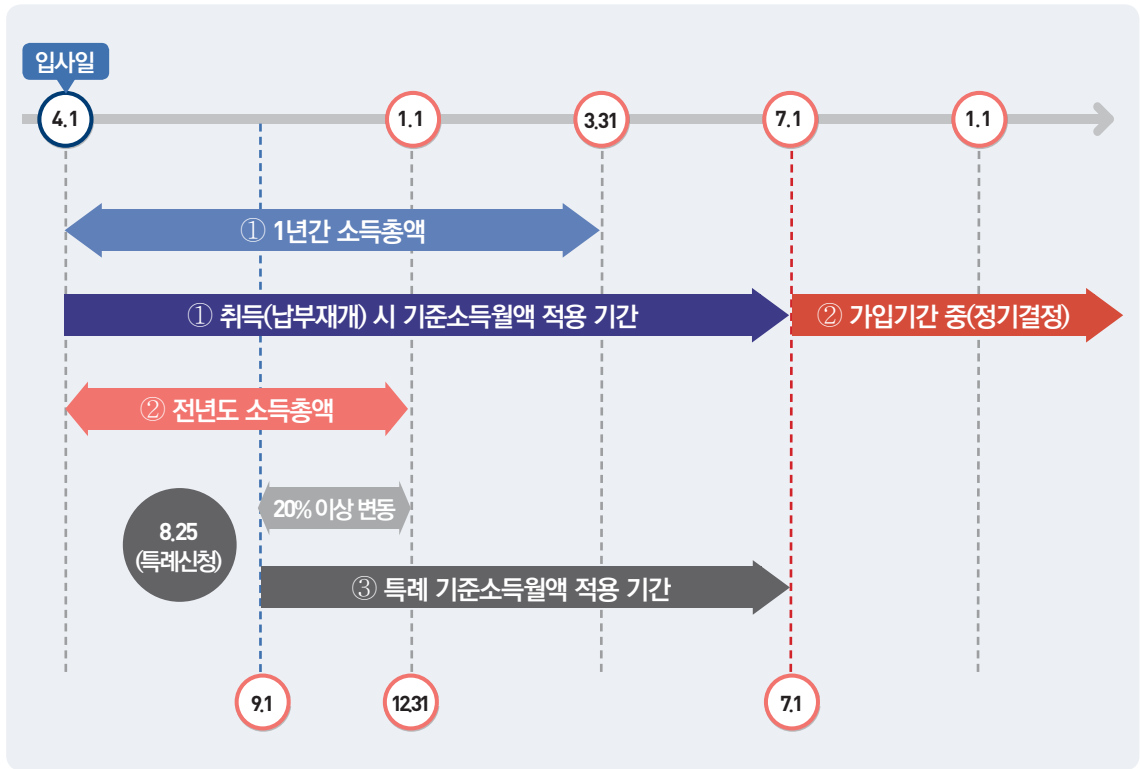 입사일
4.1
1.1
3.31
7.1
1.1
① 1년간 소득총액
① 취득(납부재개) 시 기준소득월액 적용 기간
② 가입기간 중(정기결정)
② 전년도 소득총액
20% 이상 변동
8.25
(특례신청)
③ 특례 기준소득월액 적용 기간
9.1
12.31
7.1